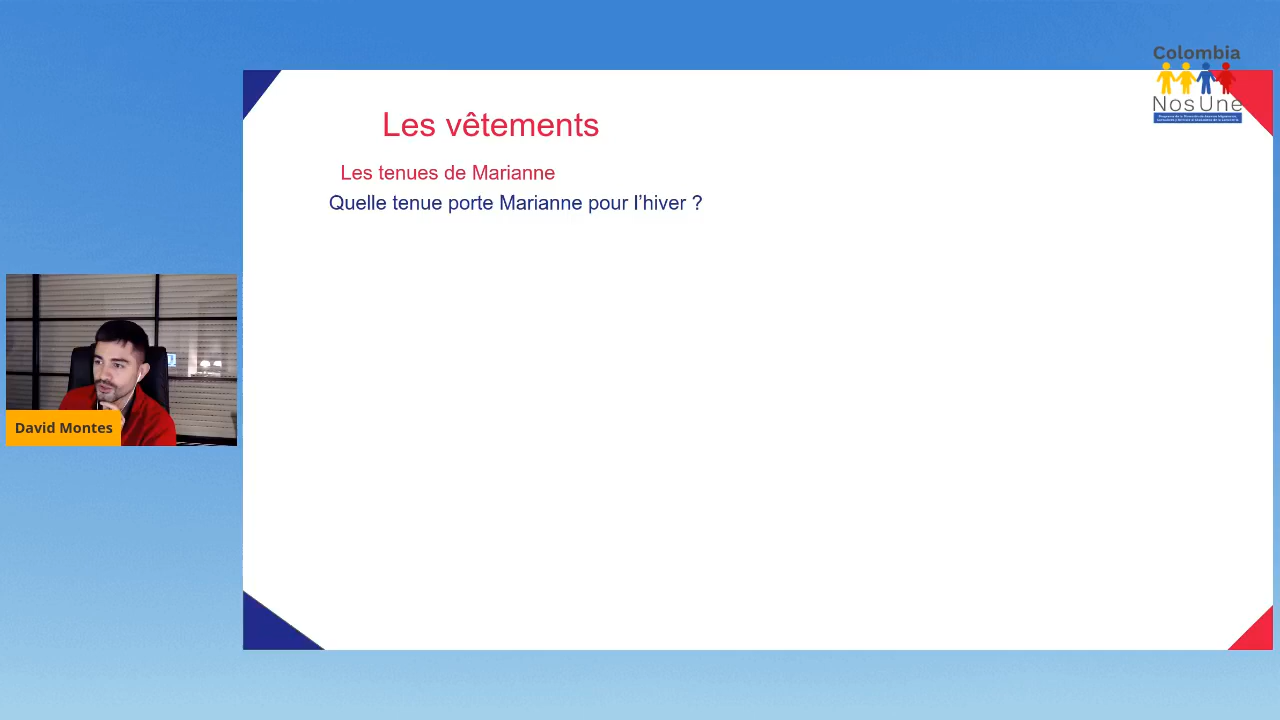 Colombia
Nos Une
Les vêtements
Les tenues de Marianne
Quelle tenue porte Marianne pour l’hiver ?
David Montes